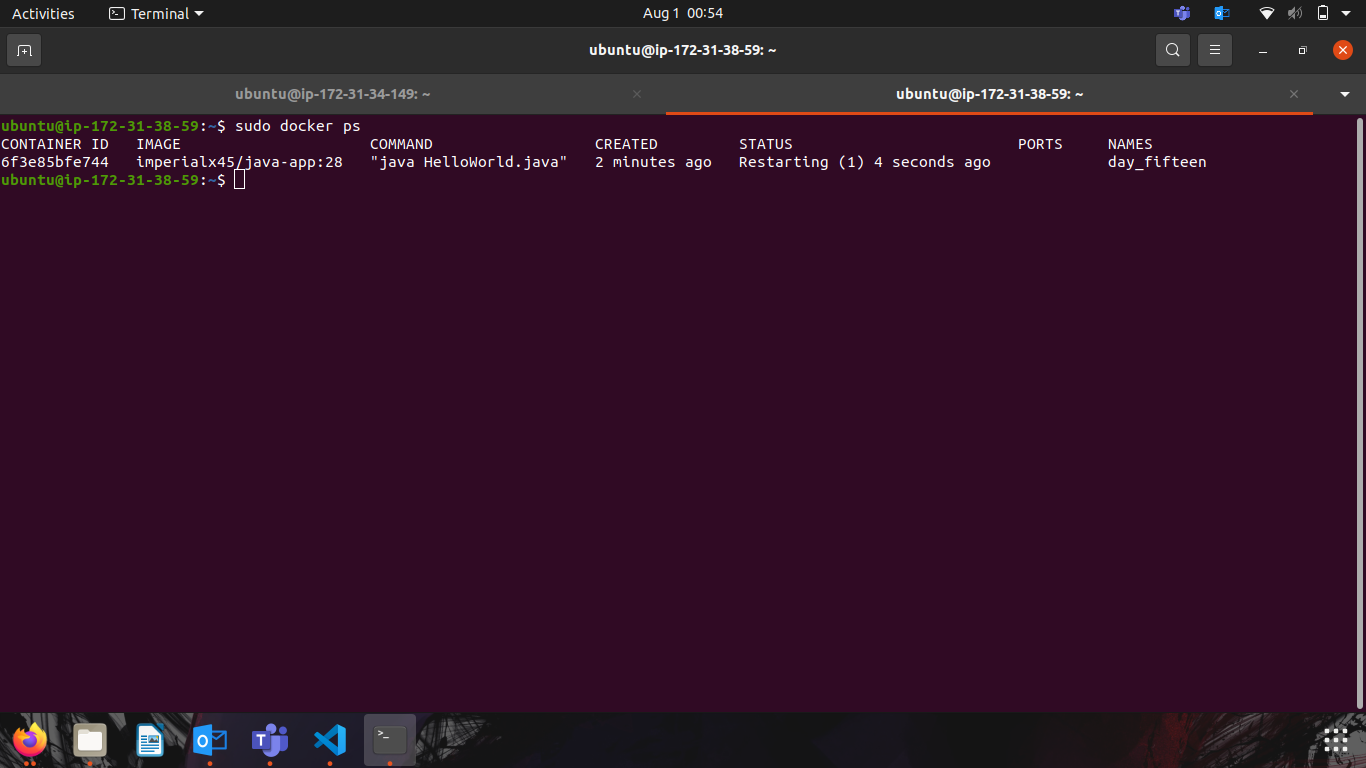 Activities Terminal Aug 1 00:54
ubuntu@ip-172-31-38-59: ~
ubuntu@ip-172-31-34-149: ~ ubuntu@ip-172-31-38-59: ~
ubuntu@ip-172-31-38-59:~$ sudo docker ps
CONTAINER ID IMAGE COMMAND CREATED STATUS PORTS NAMES
6f3e85bfe744 imperialx45/java-app:28 "java HelloWorld.java" 2 minutes ago Restarting (1) 4 seconds ago day_fifteen
ubuntu@ip-172-31-38-59:~$